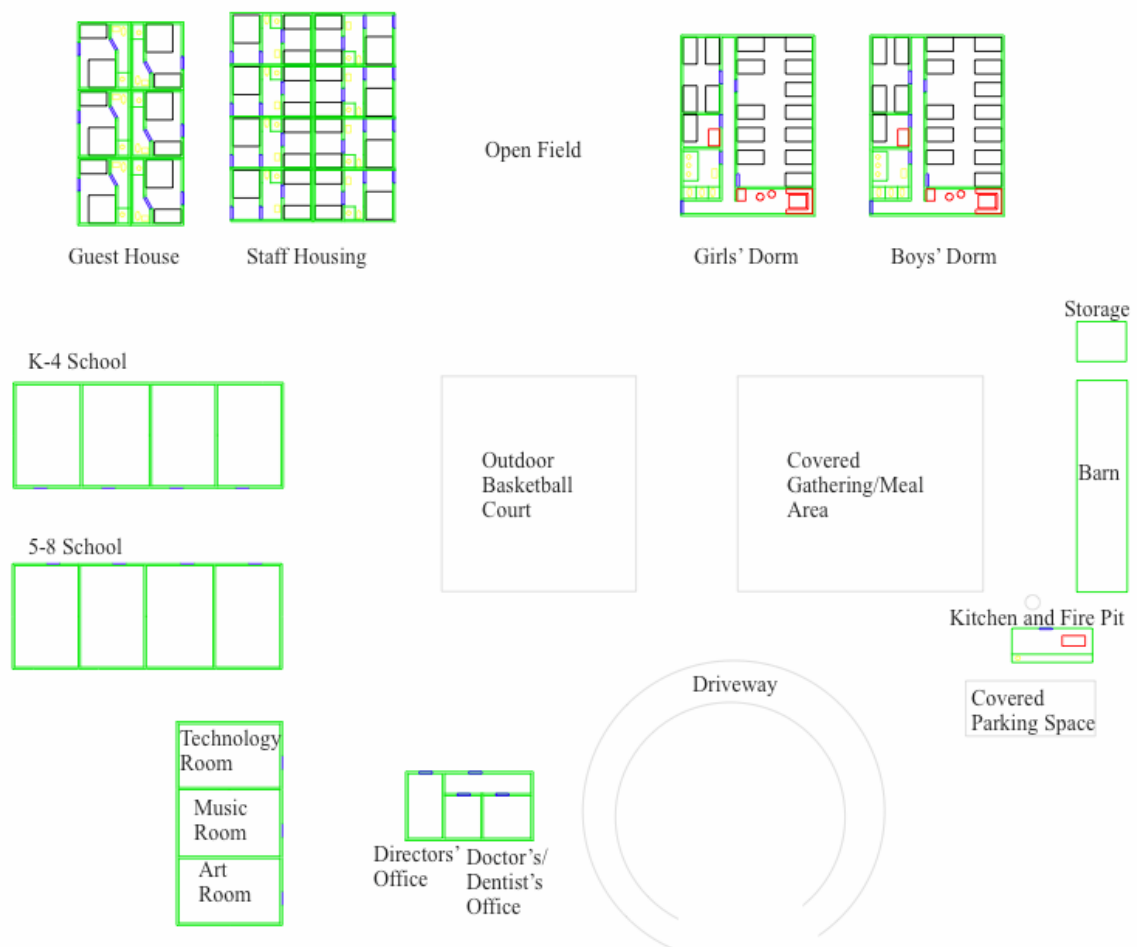 Open Field
Guest House
Staff Housing
Girls' Dorm
Boys' Dorm
Storage
K-4 School
Outdoor
Basketball
Court
Covered
Gathering/Meal
Area
Barn
5-8 School
Kitchen and Fire Pit
Driveway
Covered
Parking Space
Technology
Room
Music
Room
Art
Room
Directors'
Office
Doctor's/
Dentist's
Office